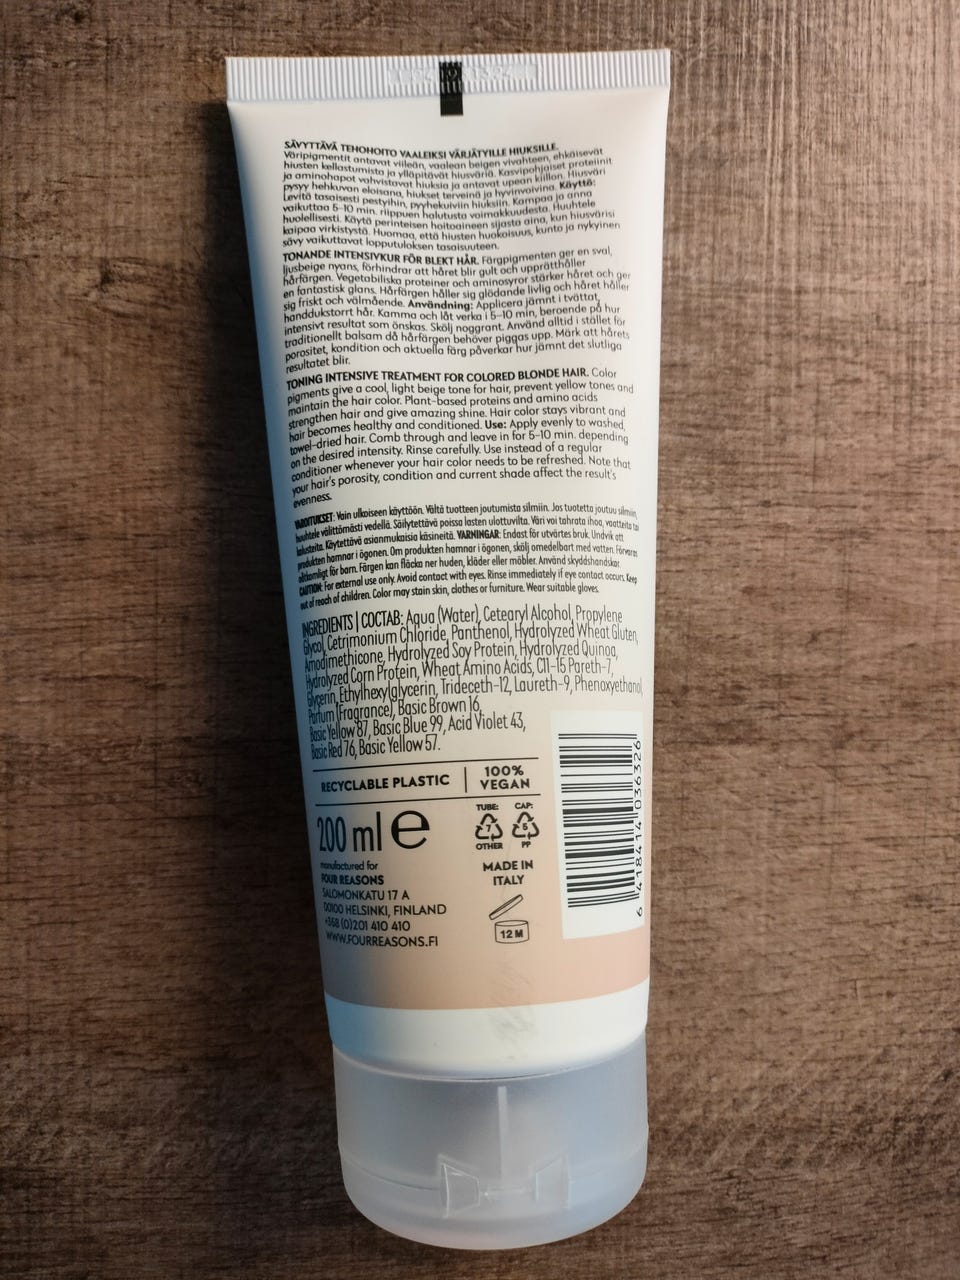 SÄVYTTÄVÄ TEHOHOITO VAALEIKSI VÄRJÄTYILLE HIUKSILLE.
Väripigmentit antavat viileän, vaalean beigen vivahteen, ehkäisevät
hiusten kellastumista ja ylläpitävät hiusväriä. Kasvipohjaiset proteiinit
ja aminohapot vahvistavat hiuksia ja antavat upean kiillon. Hiusväri
pysyy hehkuvan eloisana, hiukset terveinä ja hyvinvoivina. Käyttö:
Levitä tasaisesti pestyihin, pyyhekuiviin hiuksiin. Kampaa ja anna
vaikuttaa 5-10 min. riippuen halutusta voimakkuudesta. Huuhtele
huolellisesti. Käytä perinteisen hoitoaineen sijasta aina, kun hiusvärisi
kaipaa virkistystä. Huomaa, että hiusten huokoisuus, kunto ja nykyinen
sävy vaikuttavat lopputuloksen tasaisuuteen.
TONANDE INTENSIVKUR FÖR BLEKT HÅR. Färgpigmenten ger en sval,
ljusbeige nyans, förhindrar att håret blir gult och upprätthåller
hårfärgen. Vegetabiliska proteiner och aminosyror stärker håret och ger
en fantastisk glans. Hårfärgen håller sig glödande livlig och håret håller
sig friskt och välmående. Användning: Applicera jämnt i tvättat,
handdukstorrt hår. Kamma och låt verka i 5-10 min, beroende på hur
intensivt resultat som önskas. Skölj noggrant. Använd alltid i stället för
traditionellt balsam då hårfärgen behöver piggas upp. Märk att hårets
porositet, kondition och aktuella färg påverkar hur jämnt det slutliga
resultatet blir.
TONING INTENSIVE TREATMENT FOR COLORED BLONDE HAIR. Color
pigments give a cool, light beige tone for hair, prevent yellow tones and
maintain the hair color. Plant-based proteins and amino acids
strengthen hair and give amazing shine. Hair color stays vibrant and
hair becomes healthy and conditioned. Use: Apply evenly to washed,
towel-dried hair. Comb through and leave in for 5-10 min. depending
on the desired intensity. Rinse carefully. Use instead of a regular
conditioner whenever your hair color needs to be refreshed. Note that
your hair's porosity, condition and current shade affect the result's
evenness.
VAROITUKSET: Vain ulkoiseen käyttöön. Vältä tuotteen joutumista silmiin. Jos tuotetta joutuu silmiin,
huuhtele välittömästi vedellä. Säilytettävä poissa lasten ulottuvilta. Väri voi tahrata ihoa, vaatteita tai
kalusteita. Käytettävä asianmukaisia käsineitä. VARNINGAR: Endast för utvärtes bruk. Undvik att
produkten hamnar i ögonen. Om produkten hamnar i ögonen, skölj omedelbart med vatten. Förvaras
oåtkomligt för barn. Färgen kan fläcka ner huden, kläder eller möbler. Använd skyddshandskar.
CAUTION: For external use only. Avoid contact with eyes. Rinse immediately if eye contact occurs. Keep
out of reach of children. Color may stain skin, clothes or furniture. Wear suitable gloves.
INGREDIENTS | СОСТАВ: Aqua (Water), Cetearyl Alcohol, Propylene
Glycol, Cetrimonium Chloride, Panthenol, Hydrolyzed Wheat Gluten,
Amodimethicone, Hydrolyzed Soy Protein, Hydrolyzed Quinoa,
Hydrolyzed Corn Protein, Wheat Amino Acids, C11-15 Pareth-7,
Glycerin, Ethylhexylglycerin, Trideceth-12, Laureth-9, Phenoxyethanol,
Parfum (Fragrance), Basic Brown 16,
Basic Yellow 87, Basic Blue 99, Acid Violet 43,
Basic Red 76, Basic Yellow 57.
RECYCLABLE PLASTIC | 100% VEGAN
200 ml e
TUBE: CAP:
7 5
OTHER PP
manufactured for
FOUR REASONS
SALOMONKATU 17 A
00100 HELSINKI, FINLAND
+358 (0)201 410 410
WWW.FOURREASONS.FI
MADE IN
ITALY
12 M
6 418414 036326